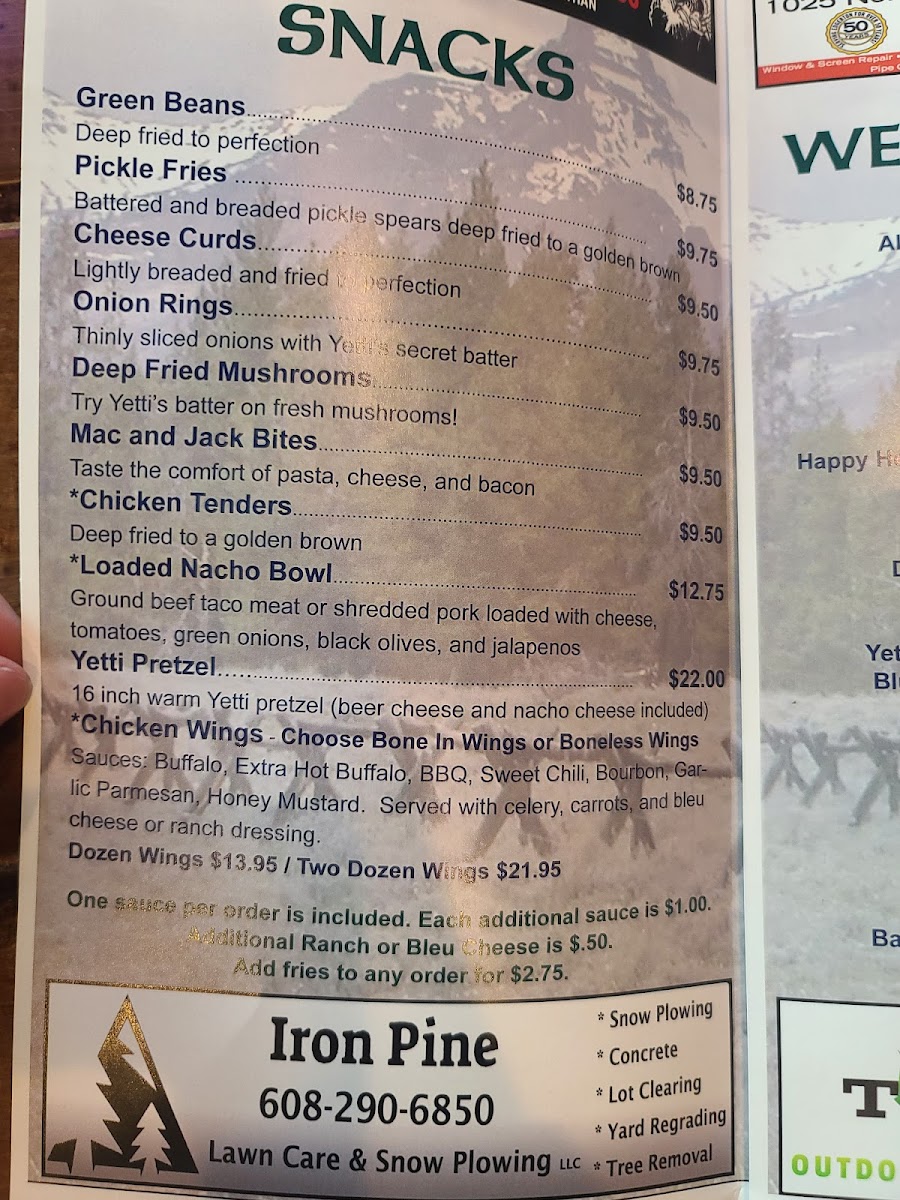 SNACKS
Green Beans.......... $8.75
Deep fried to perfection
Pickle Fries .......... $9.75
Battered and breaded pickle spears deep fried to a golden brown
Cheese Curds.......... $9.50
Lightly breaded and fried to perfection
Onion Rings.......... $9.75
Thinly sliced onions with Yetti's secret batter
Deep Fried Mushrooms.......... $9.50
Try Yetti's batter on fresh mushrooms!
Mac and Jack Bites.......... $9.50
Taste the comfort of pasta, cheese, and bacon
*Chicken Tenders.......... $9.50
Deep fried to a golden brown
*Loaded Nacho Bowl.......... $12.75
Ground beef taco meat or shredded pork loaded with cheese,
tomatoes, green onions, black olives, and jalapenos
Yetti Pretzel.......... $22.00
16 inch warm Yetti pretzel (beer cheese and nacho cheese included)
*Chicken Wings - Choose Bone In Wings or Boneless Wings
Sauces: Buffalo, Extra Hot Buffalo, BBQ, Sweet Chili, Bourbon, Gar-
lic Parmesan, Honey Mustard. Served with celery, carrots, and bleu
cheese or ranch dressing.
Dozen Wings $13.95 / Two Dozen Wings $21.95
One sauce per order is included. Each additional sauce is $1.00.
Additional Ranch or Bleu Cheese is $.50.
Add fries to any order for $2.75.
Iron Pine
608-290-6850
Lawn Care & Snow Plowing LLC
* Snow Plowing
* Concrete
* Lot Clearing
* Yard Regrading
* Tree Removal
1025
50
YEARS
Window & Screen Repair
Pipe
WE
Happy
Yet
Bl
Ba
T
OUTDO